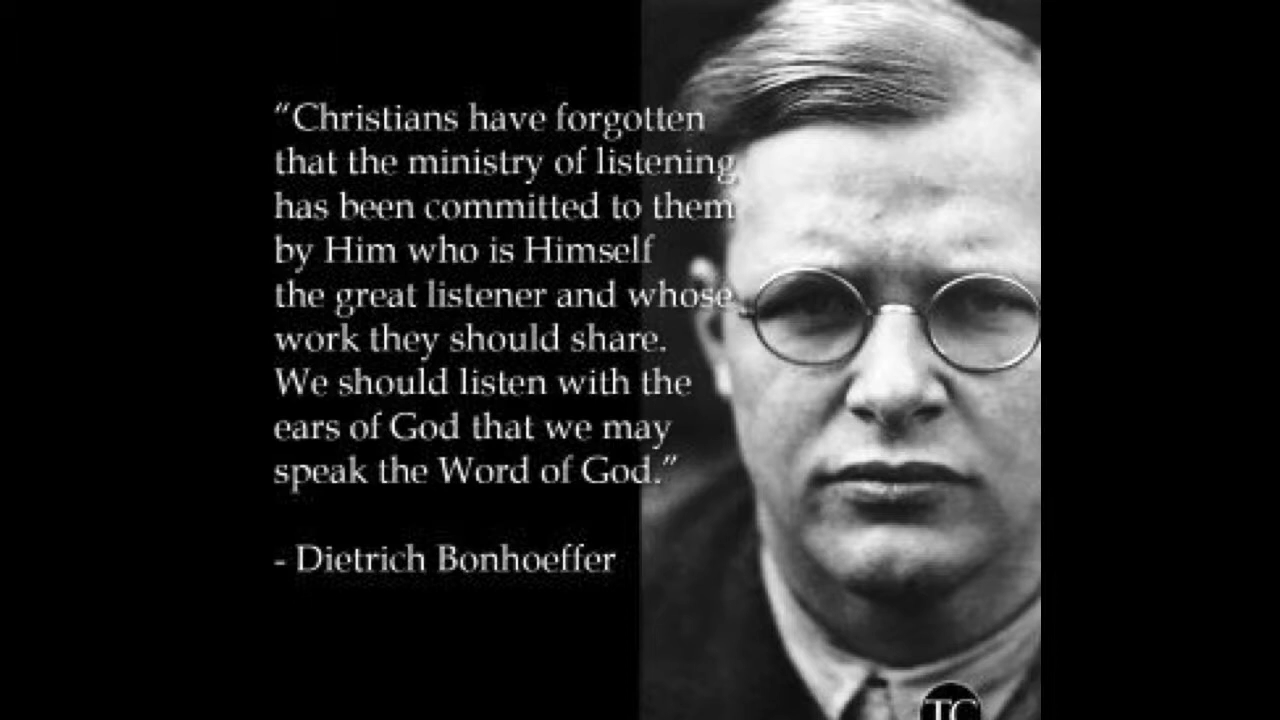 “Christians have forgotten
that the ministry of listening
has been committed to them
by Him who is Himself
the great listener and whose
work they should share.
We should listen with the
ears of God that we may
speak the Word of God.”
- Dietrich Bonhoeffer
TC